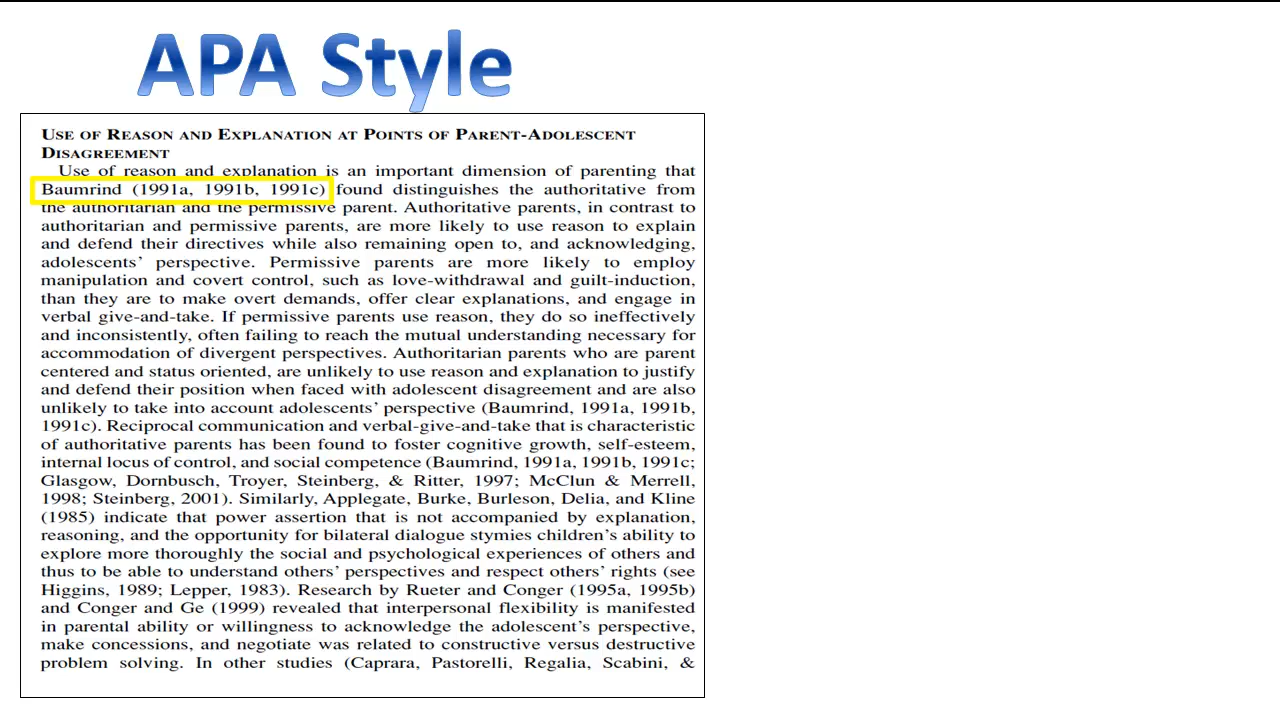 APA Style
USE OF REASON AND EXPLANATION AT POINTS OF PARENT-ADOLESCENT
DISAGREEMENT
Use of reason and explanation is an important dimension of parenting that
Baumrind (1991a, 1991b, 1991c) found distinguishes the authoritative from
the authoritarian and the permissive parent. Authoritative parents, in contrast to
authoritarian and permissive parents, are more likely to use reason to explain
and defend their directives while also remaining open to, and acknowledging,
adolescents’ perspective. Permissive parents are more likely to employ
manipulation and covert control, such as love-withdrawal and guilt-induction,
than they are to make overt demands, offer clear explanations, and engage in
verbal give-and-take. If permissive parents use reason, they do so ineffectively
and inconsistently, often failing to reach the mutual understanding necessary for
accommodation of divergent perspectives. Authoritarian parents who are parent
centered and status oriented, are unlikely to use reason and explanation to justify
and defend their position when faced with adolescent disagreement and are also
unlikely to take into account adolescents’ perspective (Baumrind, 1991a, 1991b,
1991c). Reciprocal communication and verbal-give-and-take that is characteristic
of authoritative parents has been found to foster cognitive growth, self-esteem,
internal locus of control, and social competence (Baumrind, 1991a, 1991b, 1991c;
Glasgow, Dornbusch, Troyer, Steinberg, & Ritter, 1997; McClun & Merrell,
1998; Steinberg, 2001). Similarly, Applegate, Burke, Burleson, Delia, and Kline
(1985) indicate that power assertion that is not accompanied by explanation,
reasoning, and the opportunity for bilateral dialogue stymies children’s ability to
explore more thoroughly the social and psychological experiences of others and
thus to be able to understand others’ perspectives and respect others’ rights (see
Higgins, 1989; Lepper, 1983). Research by Rueter and Conger (1995a, 1995b)
and Conger and Ge (1999) revealed that interpersonal flexibility is manifested
in parental ability or willingness to acknowledge the adolescent’s perspective,
make concessions, and negotiate was related to constructive versus destructive
problem solving. In other studies (Caprara, Pastorelli, Regalia, Scabini, &